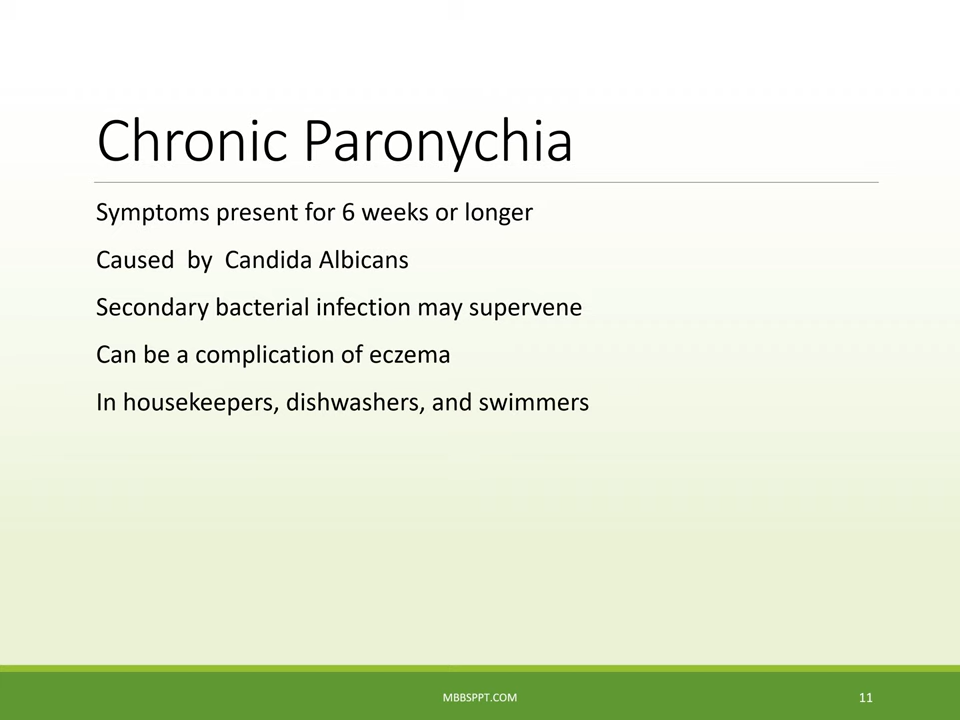 Chronic Paronychia
Symptoms present for 6 weeks or longer
Caused  by  Candida Albicans
Secondary bacterial infection may supervene
Can be a complication of eczema
In housekeepers, dishwashers, and swimmers
MBBSPPT.COM
11